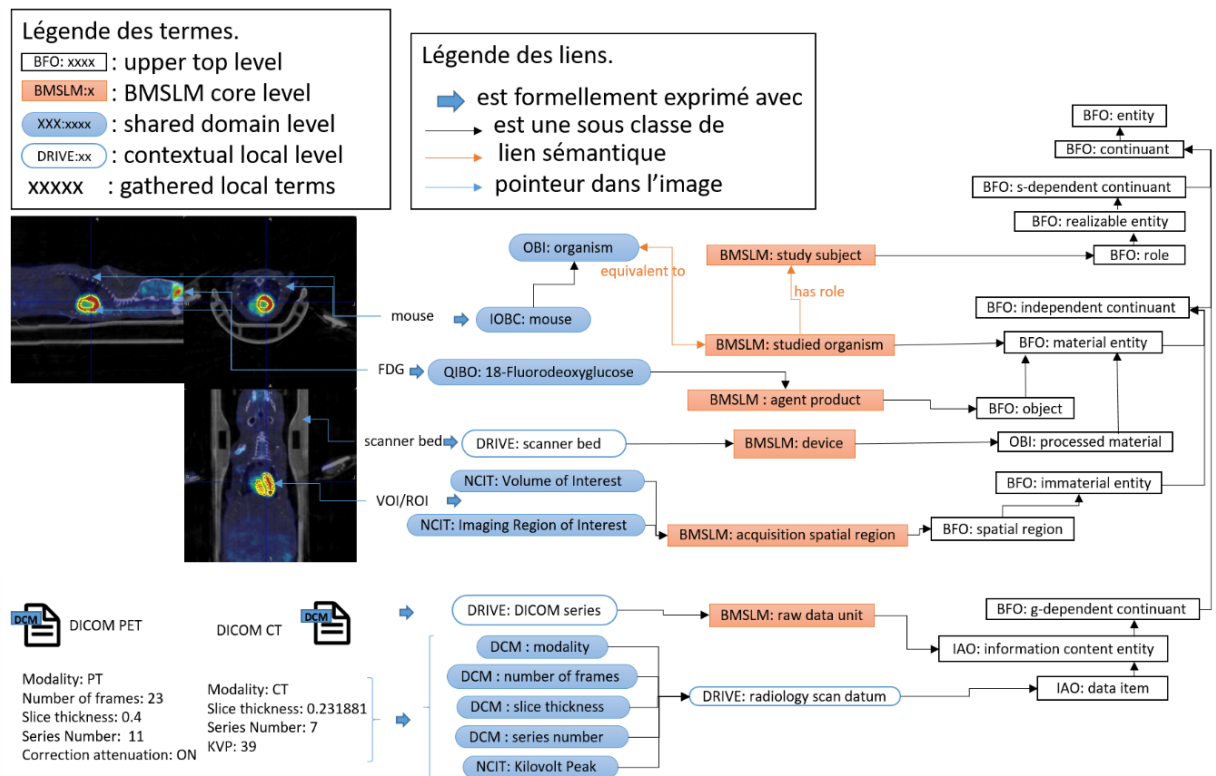 Légende des termes.
BFO: xxxx : upper top level
BMSLM:x : BMSLM core level
XXX:xxxx : shared domain level
DRIVE:xx : contextual local level
xxxxx : gathered local terms
Légende des liens.
est formellement exprimé avec
est une sous classe de
lien sémantique
pointeur dans l'image
BFO: entity
BFO: continuant
BFO: s-dependent continuant
BFO: realizable entity
BFO: role
OBI: organism
equivalent to
BMSLM: study subject
has role
mouse
IOBC: mouse
BMSLM: studied organism
BFO: independent continuant
BFO: material entity
FDG
QIBO: 18-Fluorodeoxyglucose
BMSLM : agent product
BFO: object
scanner bed
DRIVE: scanner bed
BMSLM: device
OBI: processed material
VOI/ROI
NCIT: Volume of Interest
NCIT: Imaging Region of Interest
BMSLM: acquisition spatial region
BFO: spatial region
BFO: immaterial entity
DCM
DICOM PET
DICOM CT
DCM
DRIVE: DICOM series
BMSLM: raw data unit
BFO: g-dependent continuant
IAO: information content entity
IAO: data item
Modality: PT
Number of frames: 23
Slice thickness: 0.4
Series Number: 11
Correction attenuation: ON
Modality: CT
Slice thickness: 0.231881
Series Number: 7
KVP: 39
DCM : modality
DCM : number of frames
DCM : slice thickness
DCM : series number
NCIT: Kilovolt Peak
DRIVE: radiology scan datum